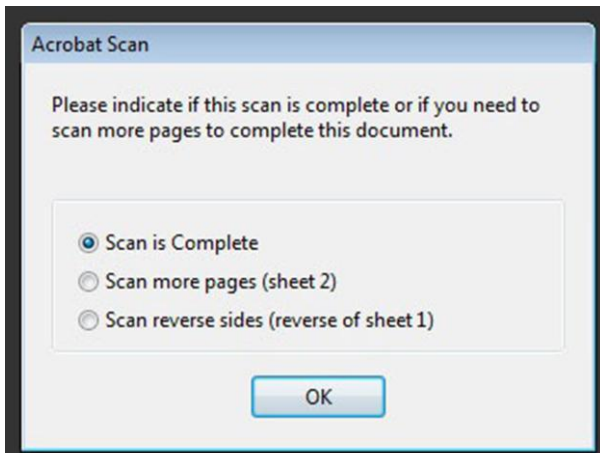 Acrobat Scan
Please indicate if this scan is complete or if you need to
scan more pages to complete this document.
Scan is Complete
Scan more pages (sheet 2)
Scan reverse sides (reverse of sheet 1)
OK